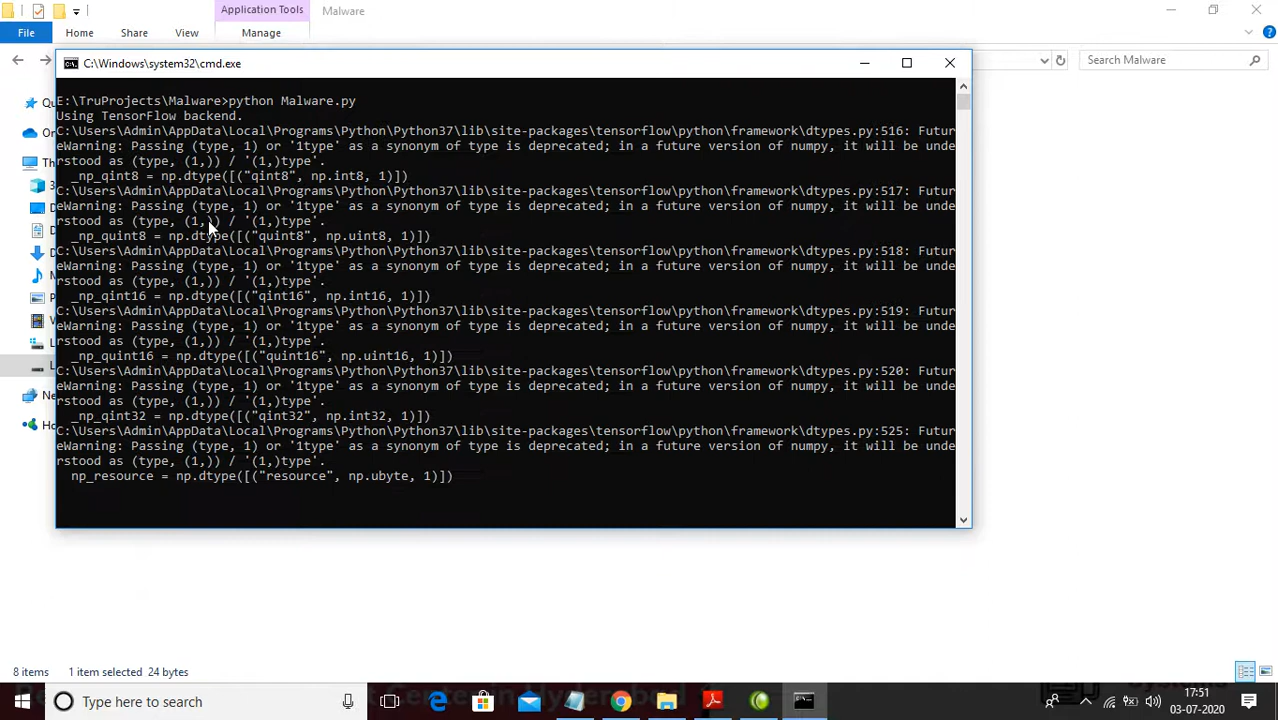 Application Tools
Malware
File
Home
Share
View
Manage
Search Malware
C:\Windows\system32\cmd.exe
E:\TruProjects\Malware>python Malware.py
Using TensorFlow backend.
C:\Users\Admin\AppData\Local\Programs\Python\Python37\lib\site-packages\tensorflow\python\framework\dtypes.py:516: Futur
eWarning: Passing (type, 1) or '1type' as a synonym of type is deprecated; in a future version of numpy, it will be unde
rstood as (type, (1,)) / '(1,)type'.
_np_qint8 = np.dtype([("qint8", np.int8, 1)])
C:\Users\Admin\AppData\Local\Programs\Python\Python37\lib\site-packages\tensorflow\python\framework\dtypes.py:517: Futur
eWarning: Passing (type, 1) or '1type' as a synonym of type is deprecated; in a future version of numpy, it will be unde
rstood as (type, (1,)) / '(1,)type'.
_np_quint8 = np.dtype([("quint8", np.uint8, 1)])
C:\Users\Admin\AppData\Local\Programs\Python\Python37\lib\site-packages\tensorflow\python\framework\dtypes.py:518: Futur
eWarning: Passing (type, 1) or '1type' as a synonym of type is deprecated; in a future version of numpy, it will be unde
rstood as (type, (1,)) / '(1,)type'.
_np_qint16 = np.dtype([("qint16", np.int16, 1)])
C:\Users\Admin\AppData\Local\Programs\Python\Python37\lib\site-packages\tensorflow\python\framework\dtypes.py:519: Futur
eWarning: Passing (type, 1) or '1type' as a synonym of type is deprecated; in a future version of numpy, it will be unde
rstood as (type, (1,)) / '(1,)type'.
_np_quint16 = np.dtype([("quint16", np.uint16, 1)])
C:\Users\Admin\AppData\Local\Programs\Python\Python37\lib\site-packages\tensorflow\python\framework\dtypes.py:520: Futur
eWarning: Passing (type, 1) or '1type' as a synonym of type is deprecated; in a future version of numpy, it will be unde
rstood as (type, (1,)) / '(1,)type'.
_np_qint32 = np.dtype([("qint32", np.int32, 1)])
C:\Users\Admin\AppData\Local\Programs\Python\Python37\lib\site-packages\tensorflow\python\framework\dtypes.py:525: Futur
eWarning: Passing (type, 1) or '1type' as a synonym of type is deprecated; in a future version of numpy, it will be unde
rstood as (type, (1,)) / '(1,)type'.
np_resource = np.dtype([("resource", np.ubyte, 1)])
8 items 1 item selected 24 bytes
Type here to search
17:51
03-07-2020